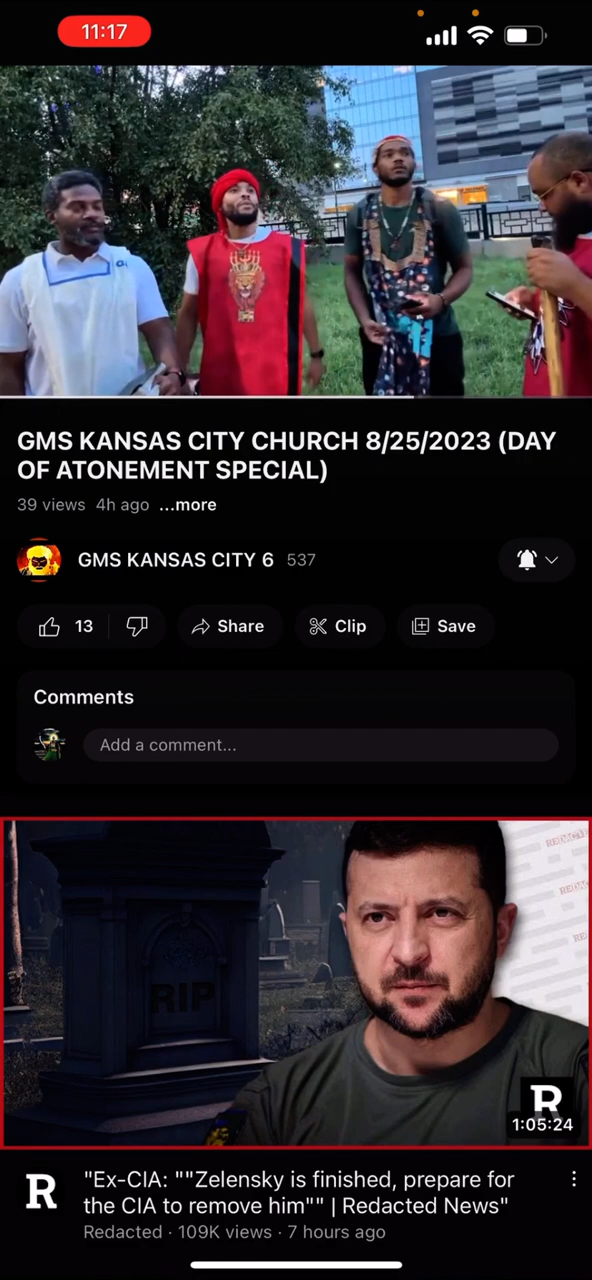 11:17
GMS KANSAS CITY CHURCH 8/25/2023 (DAY
OF ATONEMENT SPECIAL)
39 views 4h ago ...more
GMS KANSAS CITY 6 537
13 Share Clip Save
Comments
Add a comment...
RIP
R
1:05:24
R
"Ex-CIA: ""Zelensky is finished, prepare for
the CIA to remove him"" | Redacted News"
Redacted · 109K views · 7 hours ago